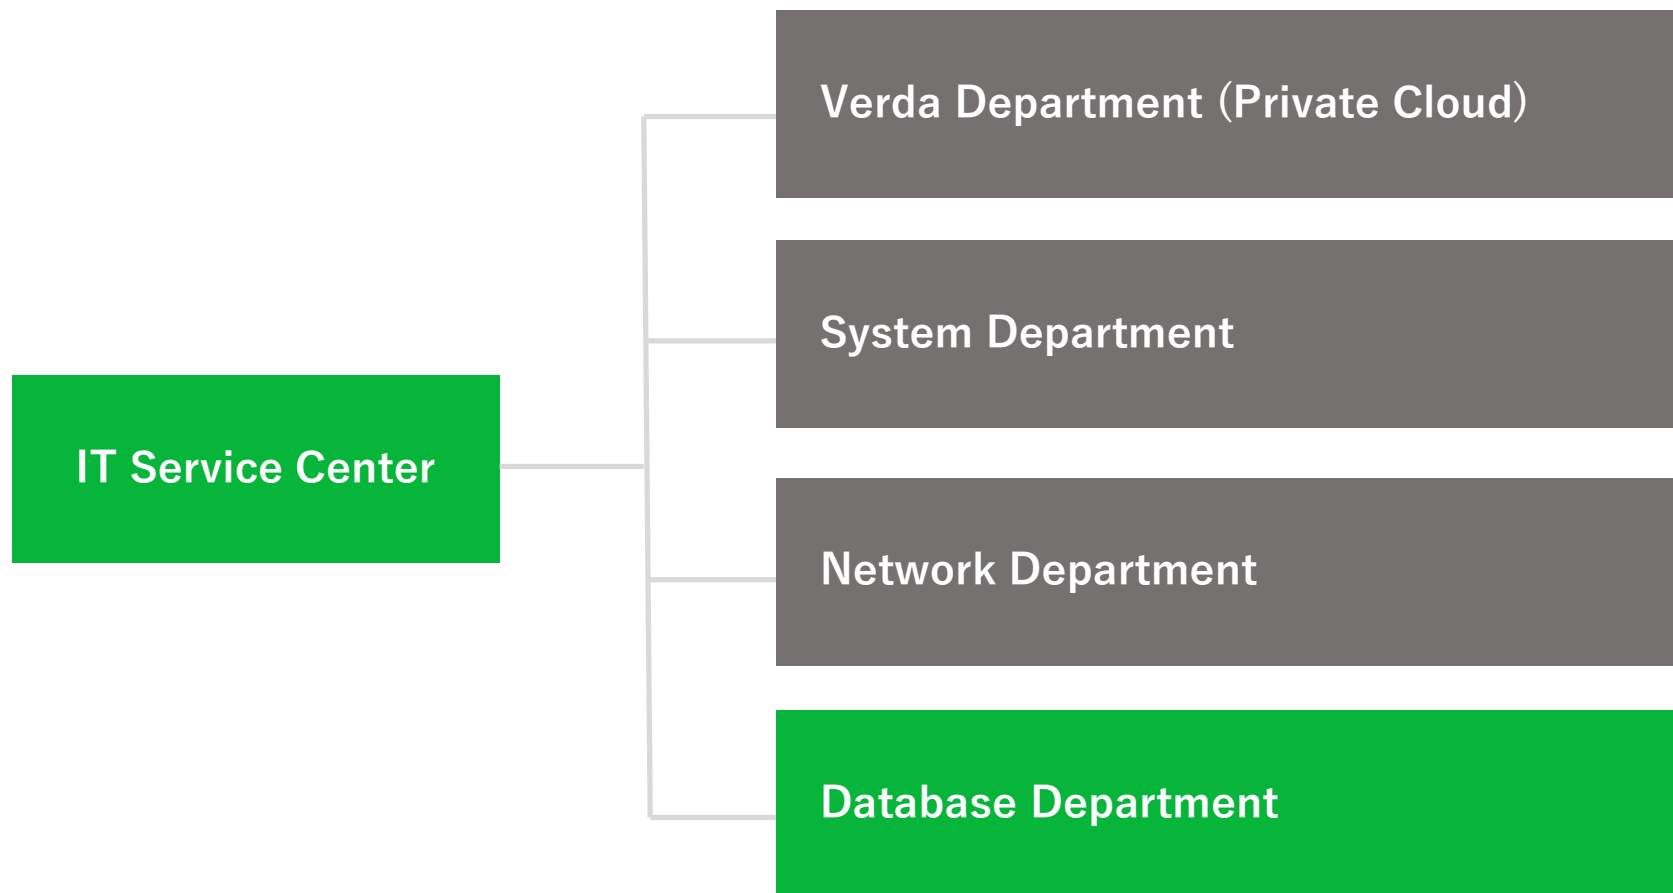 Verda Department (Private Cloud)
System Department
IT Service Center
Network Department
Database Department